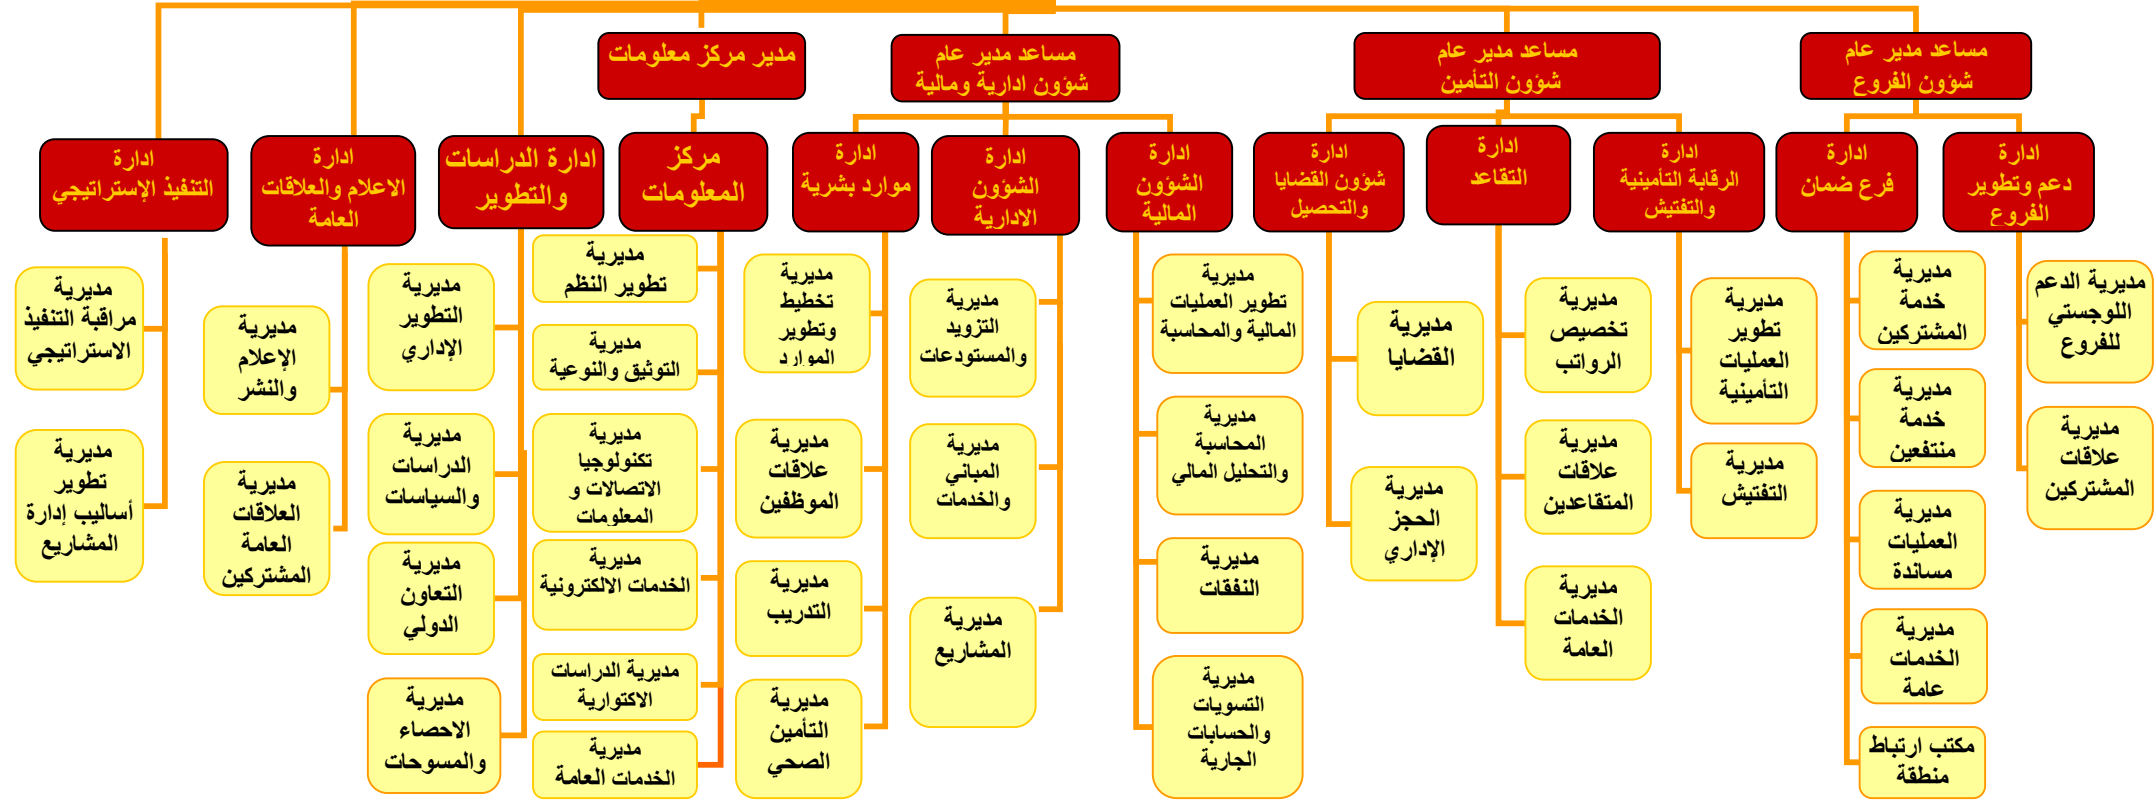 مساعد مدير عام
شؤون الفروع
مساعد مدير عام
شؤون التأمين
مساعد مدير عام
شؤون ادارية ومالية
مدير مركز معلومات
ادارة
دعم وتطوير
الفروع
ادارة
فرع ضمان
ادارة
الرقابة التأمينية
والتفتيش
ادارة
التقاعد
ادارة
شؤون القضايا
والتحصيل
ادارة
الشؤون
المالية
ادارة
الشؤون
الادارية
ادارة
موارد بشرية
مركز
المعلومات
ادارة الدراسات
والتطوير
ادارة
الاعلام والعلاقات
العامة
ادارة
التنفيذ الإستراتيجي
مديرية الدعم
اللوجستي
للفروع
مديرية
علاقات
المشتركين
مديرية
خدمة
المشتركين
مديرية
خدمة
منتفعين
مديرية
العمليات
مساندة
مديرية
الخدمات
عامة
مكتب ارتباط
منطقة
مديرية
تطوير
العمليات
التأمينية
مديرية
التفتيش
مديرية
تخصيص
الرواتب
مديرية
علاقات
المتقاعدين
مديرية
الخدمات
العامة
مديرية
القضايا
مديرية
الحجز
الإداري
مديرية
تطوير العمليات
المالية والمحاسبة
مديرية
المحاسبة
والتحليل المالي
مديرية
النفقات
مديرية
التسويات
والحسابات
الجارية
مديرية
التزويد
والمستودعات
مديرية
المباني
والخدمات
مديرية
المشاريع
مديرية
تخطيط
وتطوير
الموارد
مديرية
علاقات
الموظفين
مديرية
التدريب
مديرية
التأمين
الصحي
مديرية
تطوير النظم
مديرية
التوثيق والنوعية
مديرية
تكنولوجيا
الاتصالات و
المعلومات
مديرية
الخدمات الالكترونية
مديرية الدراسات
الاكتوارية
مديرية
الخدمات العامة
مديرية
التطوير
الإداري
مديرية
الدراسات
والسياسات
مديرية
التعاون
الدولي
مديرية
الاحصاء
والمسوحات
مديرية
الإعلام
والنشر
مديرية
العلاقات
العامة
المشتركين
مديرية
مراقبة التنفيذ
الاستراتيجي
مديرية
تطوير
أساليب إدارة
المشاريع